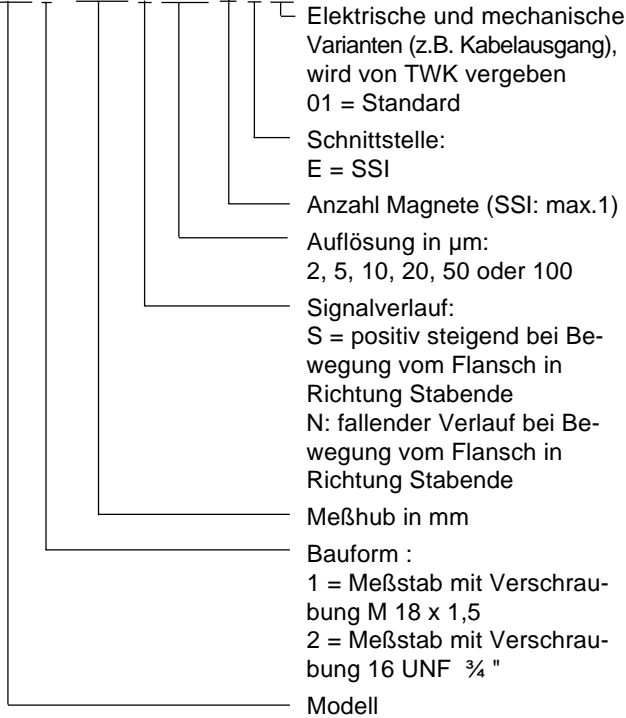 Elektrische und mechanische
Varianten (z.B. Kabelausgang),
wird von TWK vergeben
01 = Standard
Schnittstelle:
E = SSI
Anzahl Magnete (SSI: max.1)
Auflösung in µm:
2, 5, 10, 20, 50 oder 100
Signalverlauf:
S = positiv steigend bei Be-
wegung vom Flansch in
Richtung Stabende
N: fallender Verlauf bei Be-
wegung vom Flansch in
Richtung Stabende
Meßhub in mm
Bauform :
1 = Meßstab mit Verschrau-
bung M 18 x 1,5
2 = Meßstab mit Verschrau-
bung 16 UNF ¾ "
Modell